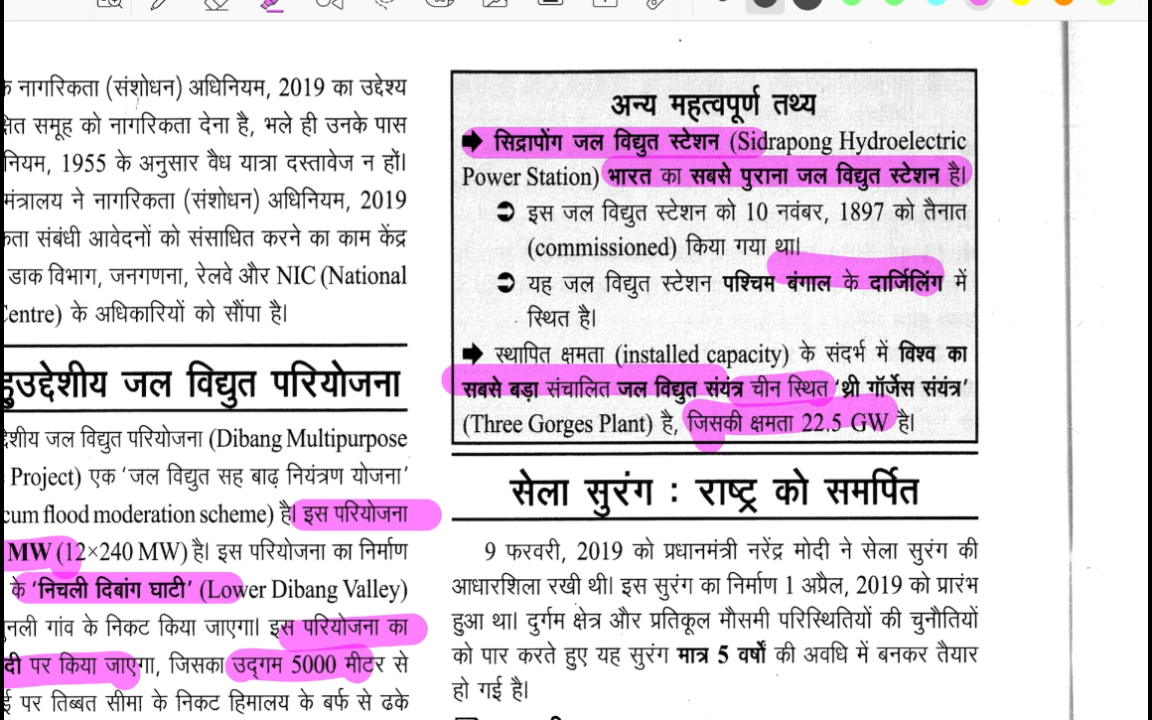 नागरिकता (संशोधन) अधिनियम, 2019 का उद्देश्य
समूह को नागरिकता देना है, भले ही उनके पास
1955 के अनुसार वैध यात्रा दस्तावेज न हों।
मंत्रालय ने नागरिकता (संशोधन) अधिनियम, 2019
संबंधी आवेदनों को संसाधित करने का काम केंद्र
डाक विभाग, जनगणना, रेलवे और NIC (National
के अधिकारियों को सौंपा है।
जल विद्युत परियोजना
जल विद्युत परियोजना (Dibang Multipurpose
Project) एक ‘जल विद्युत सह बाढ़ नियंत्रण योजना’
cum flood moderation scheme) है। इस परियोजना
MW (12×240 MW) है। इस परियोजना का निर्माण
के ‘निचली दिबांग घाटी’ (Lower Dibang Valley)
गांव के निकट किया जाएगा। इस परियोजना का
पर किया जाएगा, जिसका उद्गम 5000 मीटर से
पर तिब्बत सीमा के निकट हिमालय के बर्फ से ढके
अन्य महत्वपूर्ण तथ्य
➡ सिद्रापोंग जल विद्युत स्टेशन (Sidrapong Hydroelectric
Power Station) भारत का सबसे पुराना जल विद्युत स्टेशन है।
➲ इस जल विद्युत स्टेशन को 10 नवंबर, 1897 को तैनात
(commissioned) किया गया था।
➲ यह जल विद्युत स्टेशन पश्चिम बंगाल के दार्जिलिंग में
स्थित है।
➡ स्थापित क्षमता (installed capacity) के संदर्भ में विश्व का
सबसे बड़ा संचालित जल विद्युत संयंत्र चीन स्थित ‘थ्री गॉर्जेस संयंत्र’
(Three Gorges Plant) है, जिसकी क्षमता 22.5 GW है।
सेला सुरंग : राष्ट्र को समर्पित
9 फरवरी, 2019 को प्रधानमंत्री नरेंद्र मोदी ने सेला सुरंग की
आधारशिला रखी थी। इस सुरंग का निर्माण 1 अप्रैल, 2019 को प्रारंभ
हुआ था। दुर्गम क्षेत्र और प्रतिकूल मौसमी परिस्थितियों की चुनौतियों
को पार करते हुए यह सुरंग मात्र 5 वर्षों की अवधि में बनकर तैयार
हो गई है।